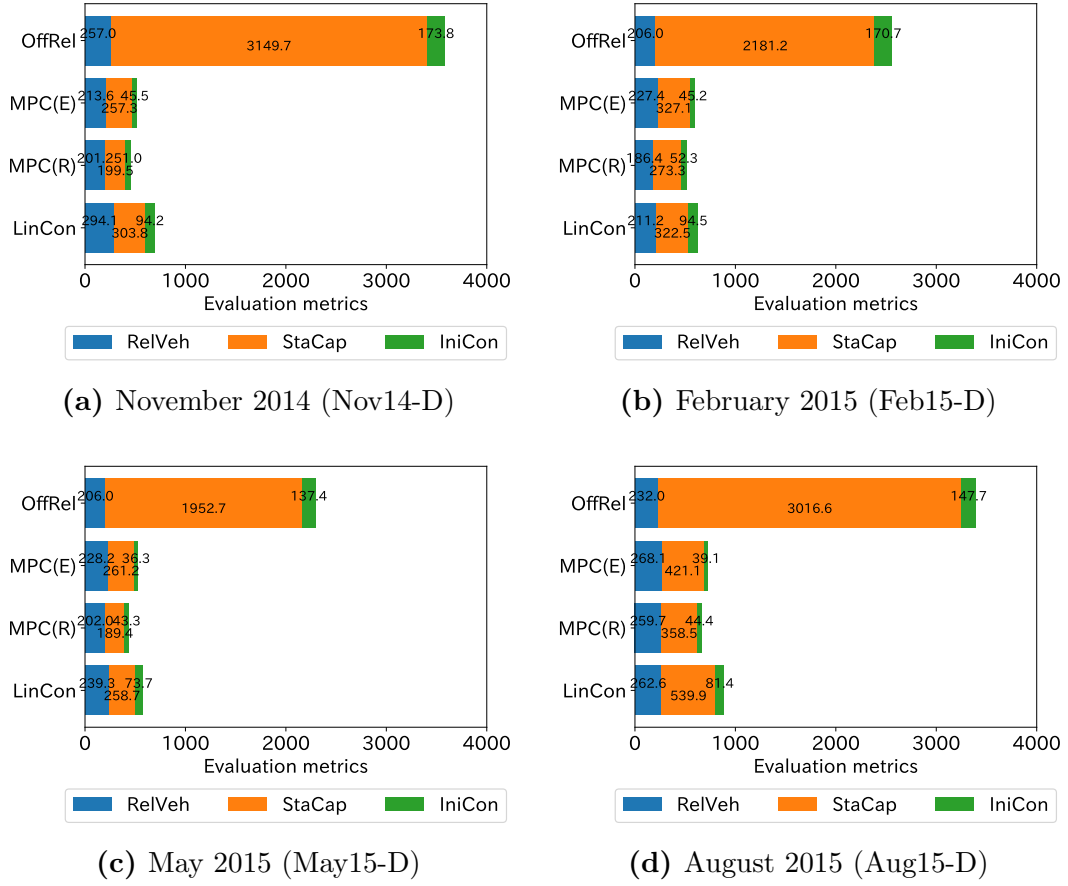 OffRel 257.0 3149.7 173.8
MPC(E) 213.6 257.3 45.5
MPC(R) 201.2 199.5 51.0
LinCon 294.1 303.8 94.2
0 1000 2000 3000 4000
Evaluation metrics
RelVeh StaCap IniCon
(a) November 2014 (Nov14-D)
OffRel 206.0 2181.2 170.7
MPC(E) 227.4 327.1 45.2
MPC(R) 186.4 273.3 52.3
LinCon 211.2 322.5 94.5
0 1000 2000 3000 4000
Evaluation metrics
RelVeh StaCap IniCon
(b) February 2015 (Feb15-D)
OffRel 206.0 1952.7 137.4
MPC(E) 228.2 261.2 36.3
MPC(R) 202.0 189.4 43.3
LinCon 239.3 258.7 73.7
0 1000 2000 3000 4000
Evaluation metrics
RelVeh StaCap IniCon
(c) May 2015 (May15-D)
OffRel 232.0 3016.6 147.7
MPC(E) 268.1 421.1 39.1
MPC(R) 259.7 358.5 44.4
LinCon 262.6 539.9 81.4
0 1000 2000 3000 4000
Evaluation metrics
RelVeh StaCap IniCon
(d) August 2015 (Aug15-D)